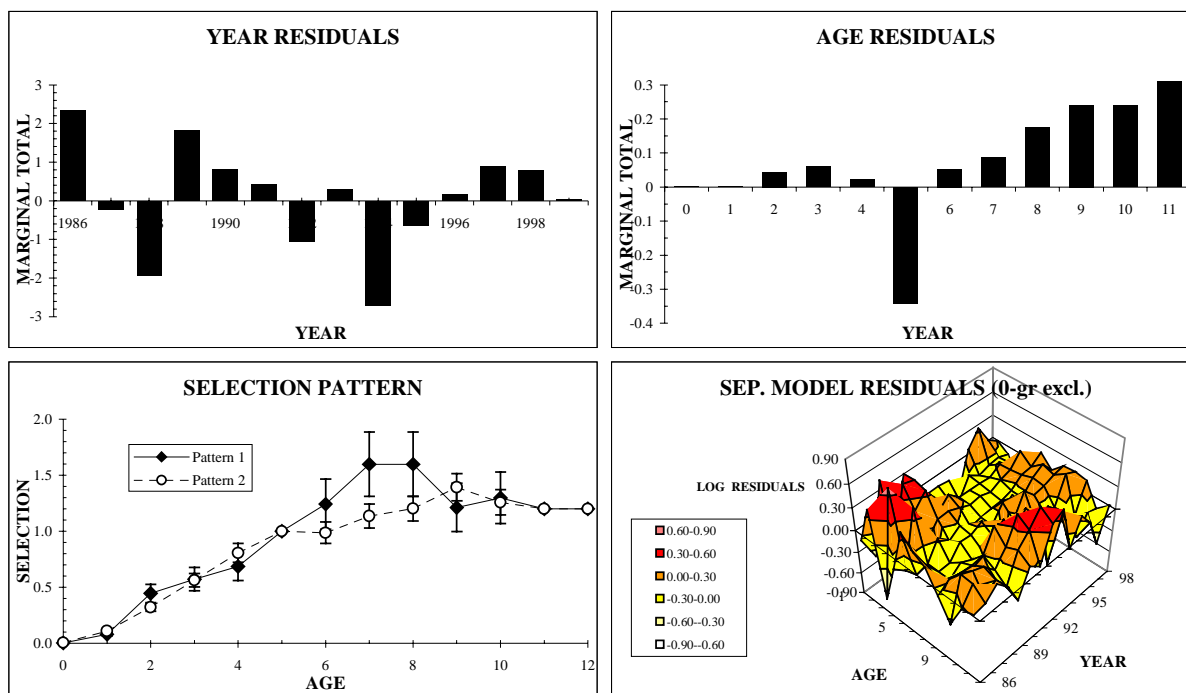 YEAR RESIDUALS
3
2
1
0
-1
-2
-3
MARGINAL TOTAL
1986
1990
1996
1998
YEAR
AGE RESIDUALS
0.3
0.2
0.1
0
-0.1
-0.2
-0.3
-0.4
MARGINAL TOTAL
0 1 2 3 4 6 7 8 9 10 11
YEAR
SELECTION PATTERN
2.0
1.5
1.0
0.5
0.0
SELECTION
Pattern 1
Pattern 2
0 2 4 6 8 10 12
AGE
SEP. MODEL RESIDUALS (0-gr excl.)
0.90
0.60
0.30
0.00
-0.30
-0.60
-0.90
LOG RESIDUALS
0.60-0.90
0.30-0.60
0.00-0.30
-0.30-0.00
-0.60--0.30
-0.90--0.60
1
5
9
AGE
86
89
92
95
98
YEAR